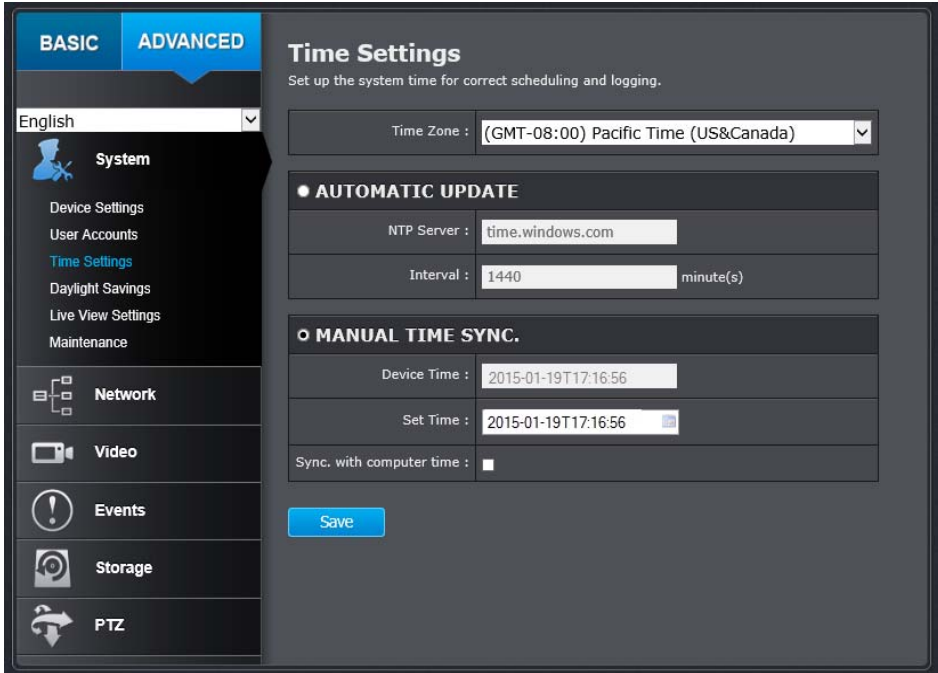 BASIC
ADVANCED
English
System
Device Settings
User Accounts
Time Settings
Daylight Savings
Live View Settings
Maintenance
Network
Video
Events
Storage
PTZ
Time Settings
Set up the system time for correct scheduling and logging.
Time Zone : (GMT-08:00) Pacific Time (US&Canada)
AUTOMATIC UPDATE
NTP Server : time.windows.com
Interval : 1440 minute(s)
MANUAL TIME SYNC.
Device Time : 2015-01-19T17:16:56
Set Time : 2015-01-19T17:16:56
Sync. with computer time :
Save